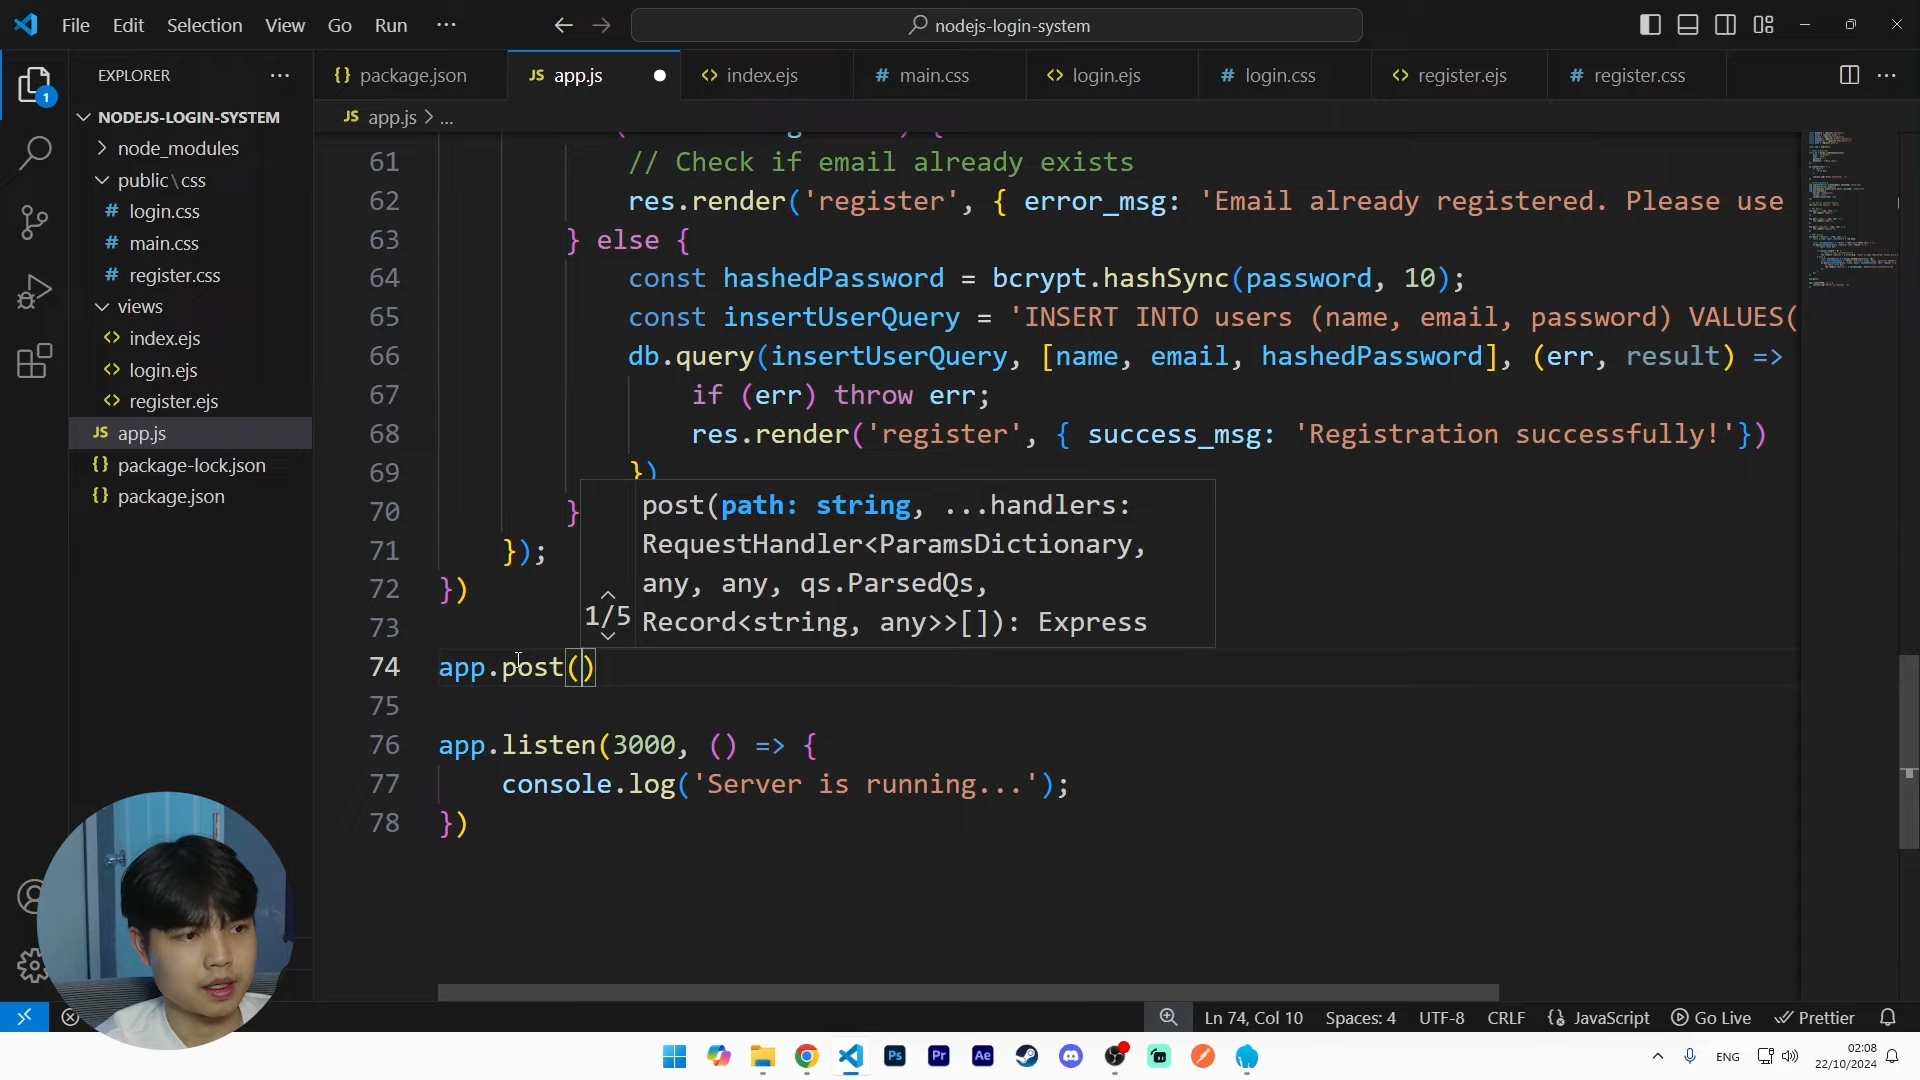 File Edit Selection View Go Run ...
nodejs-login-system
EXPLORER ...
NODEJS-LOGIN-SYSTEM
node_modules
public\css
# login.css
# main.css
# register.css
views
<> index.ejs
<> login.ejs
<> register.ejs
JS app.js
{} package-lock.json
{} package.json
1
{} package.json
JS app.js
<> index.ejs
# main.css
<> login.ejs
# login.css
<> register.ejs
# register.css
JS app.js > ...
61 // Check if email already exists
62 res.render('register', { error_msg: 'Email already registered. Please use
63 } else {
64 const hashedPassword = bcrypt.hashSync(password, 10);
65 const insertUserQuery = 'INSERT INTO users (name, email, password) VALUES(
66 db.query(insertUserQuery, [name, email, hashedPassword], (err, result) =>
67 if (err) throw err;
68 res.render('register', { success_msg: 'Registration successfully!'})
69 })
70 }
71 });
72 })
73
74 app.post()
75
76 app.listen(3000, () => {
77 console.log('Server is running...');
78 })
post(path: string, ...handlers:
RequestHandler<ParamsDictionary,
any, any, qs.ParsedQs,
1/5 Record<string, any>>[]): Express
Ln 74, Col 10 Spaces: 4 UTF-8 CRLF {} JavaScript Go Live Prettier
Ps Pr Ae
ENG
02:08
22/10/2024